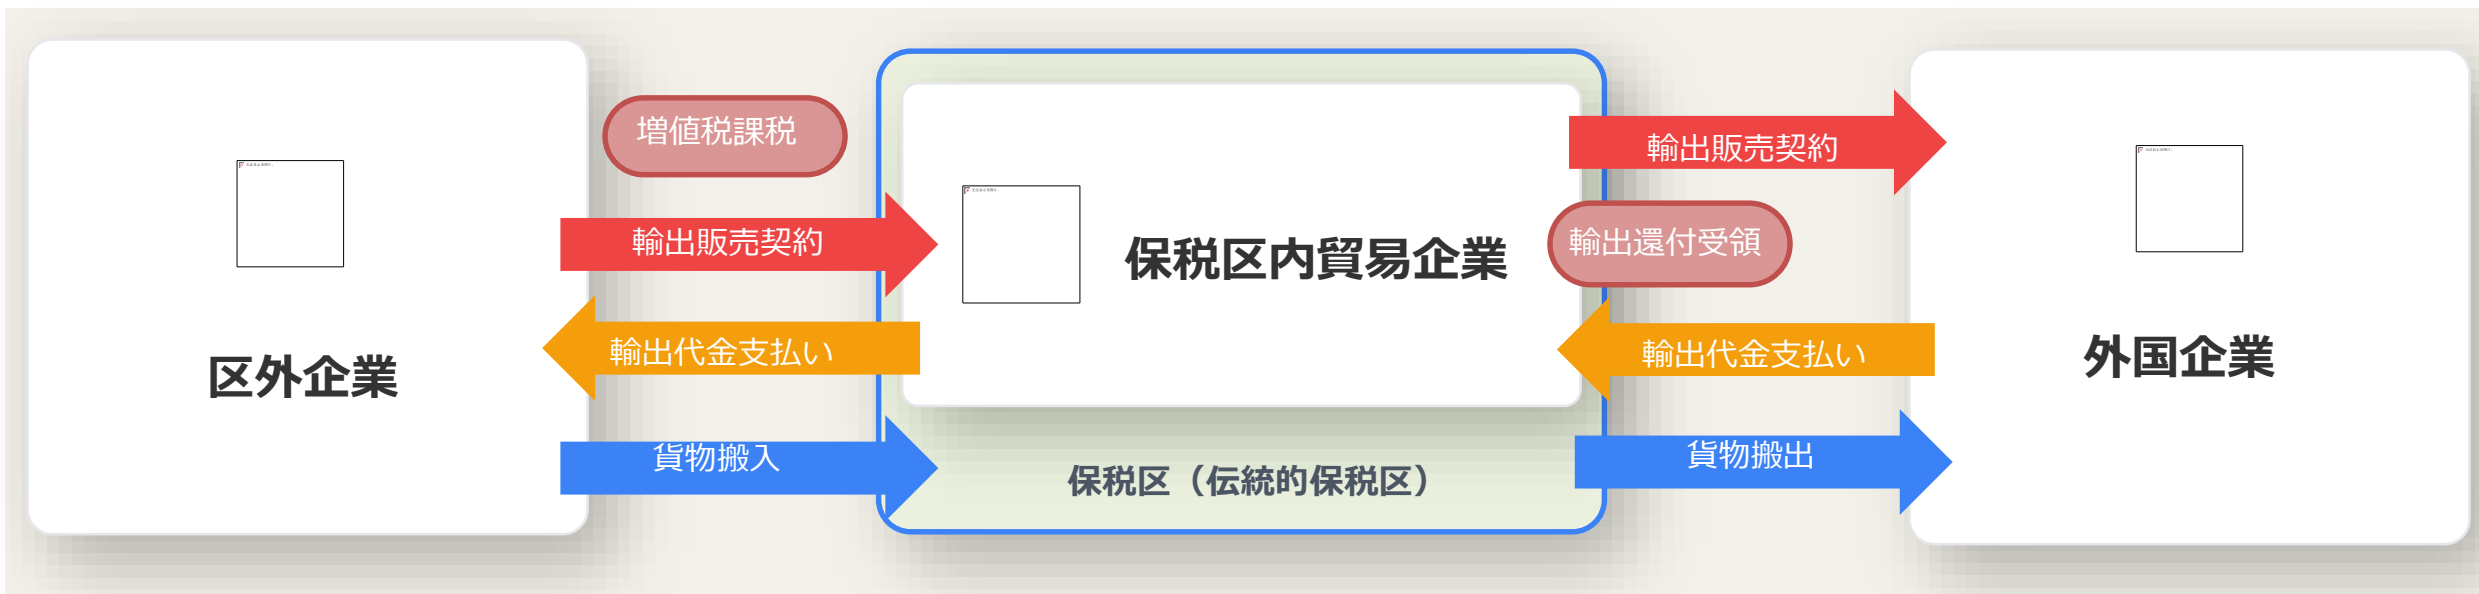 増値税課税
輸出販売契約
輸出代金支払い
貨物搬入
区外企業
保税区内貿易企業
保税区（伝統的保税区）
輸出販売契約
輸出還付受領
輸出代金支払い
貨物搬出
外国企業